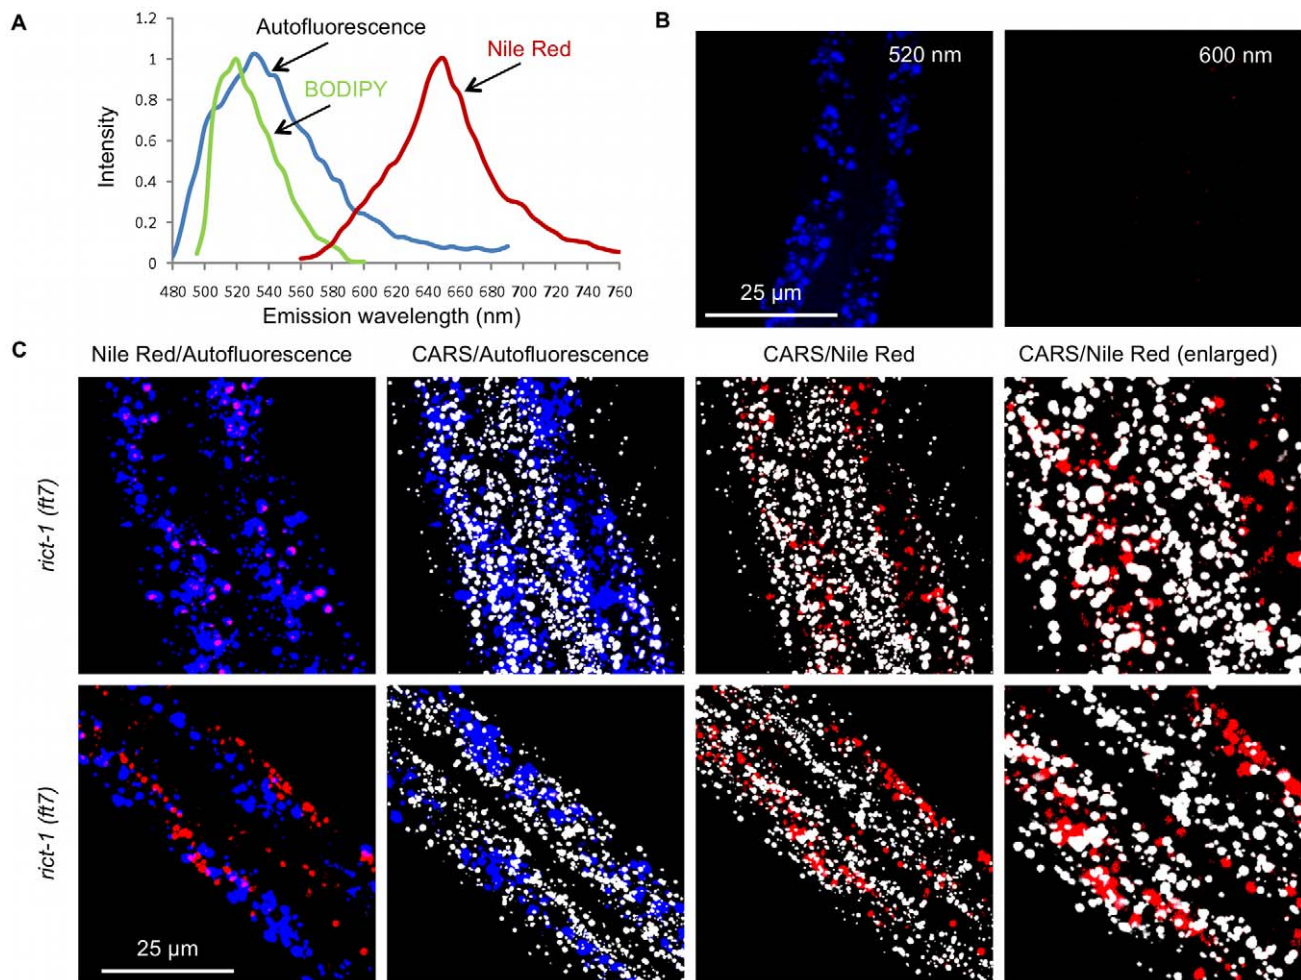 A
1.2
1
0.8
0.6
0.4
0.2
0
Intensity
Autofluorescence
BODIPY
Nile Red
480 500 520 540 560 580 600 620 640 660 680 700 720 740 760
Emission wavelength (nm)
B
520 nm
25 µm
600 nm
C
Nile Red/Autofluorescence
CARS/Autofluorescence
CARS/Nile Red
CARS/Nile Red (enlarged)
rict-1 (ft7)
rict-1 (ft7)
25 µm